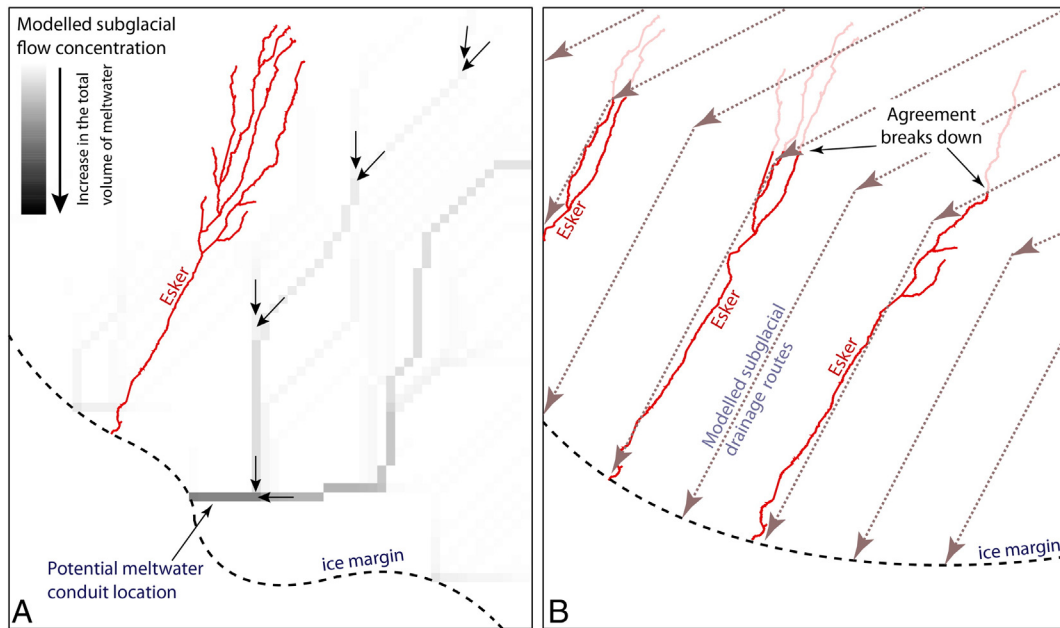 Modelled subglacial
flow concentration
Increase in the total
volume of meltwater
Esker
Potential meltwater
conduit location
ice margin
A
Agreement
breaks down
Esker
Esker
Esker
Modelled subglacial
drainage routes
ice margin
B